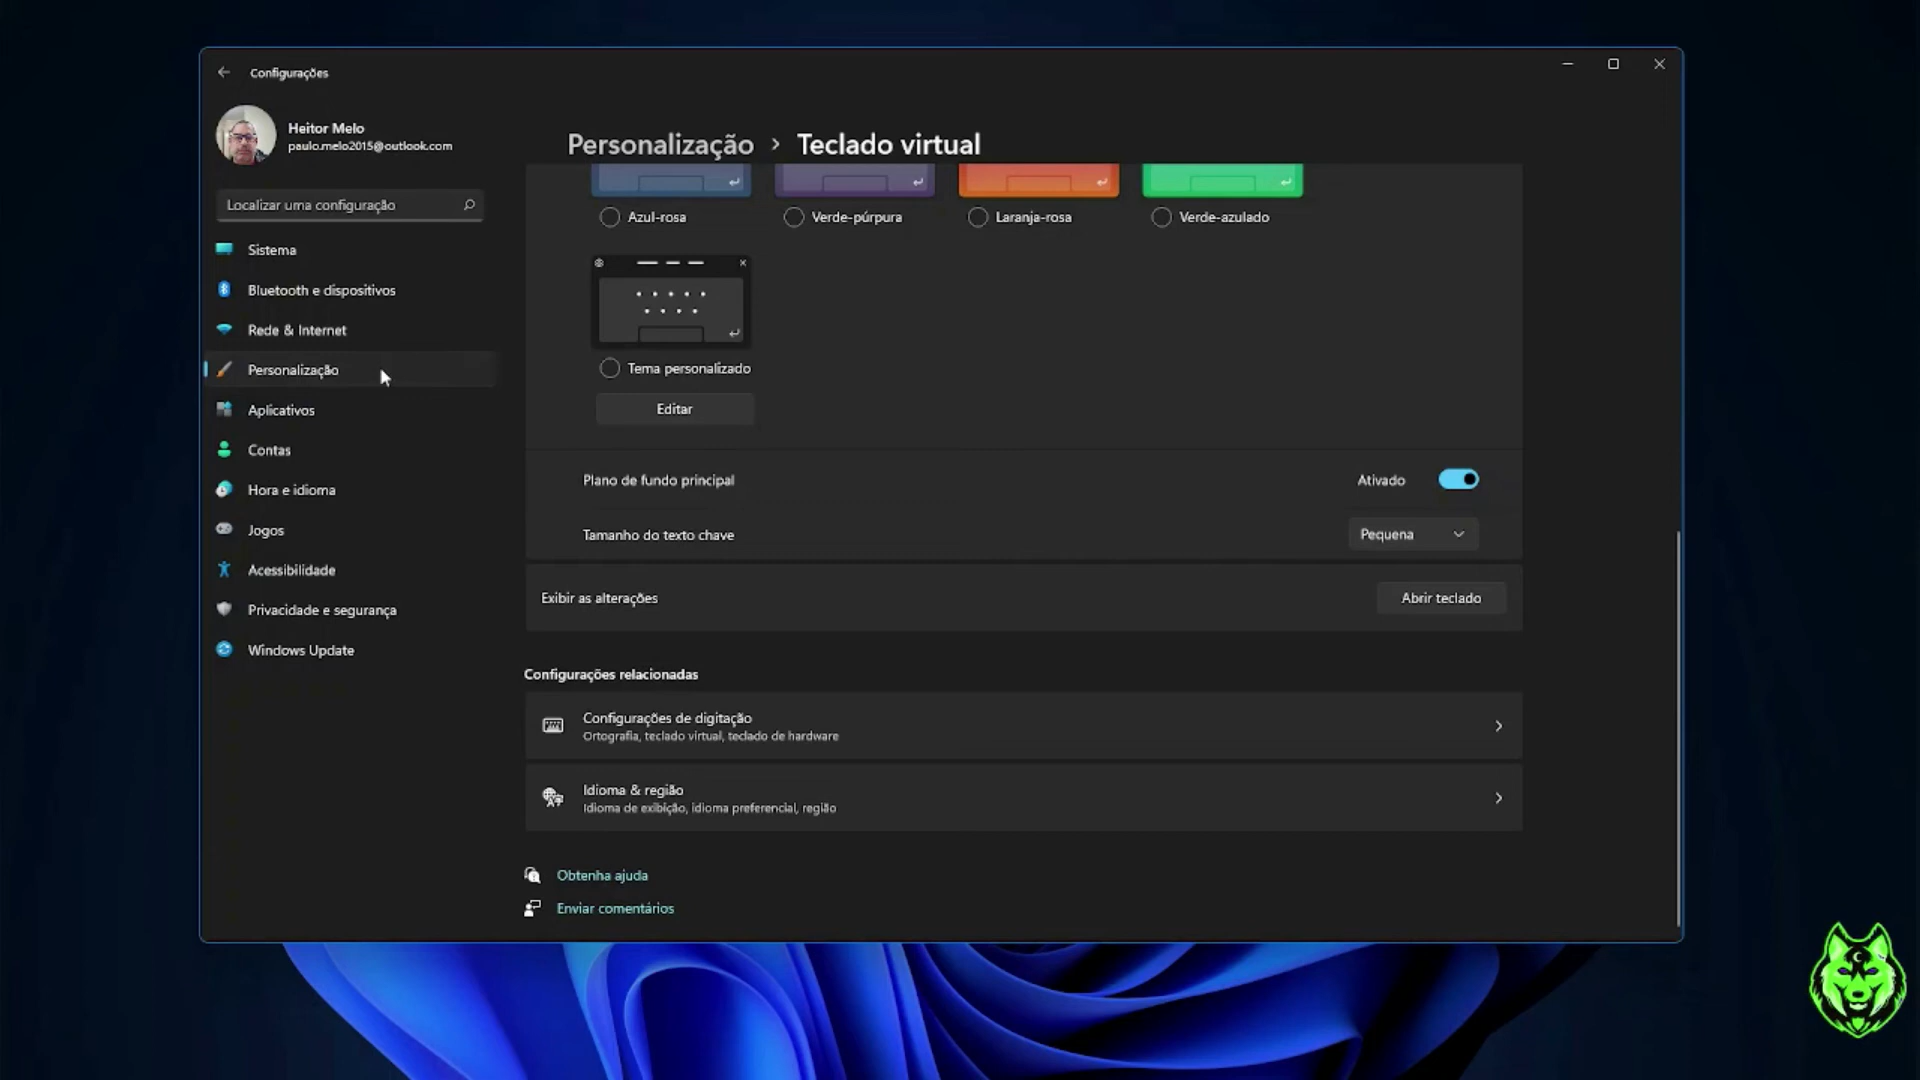 Configurações
Heitor Melo
paulo.melo2015@outlook.com
Localizar uma configuração
Sistema
Bluetooth e dispositivos
Rede & Internet
Personalização
Aplicativos
Contas
Hora e idioma
Jogos
Acessibilidade
Privacidade e segurança
Windows Update
Personalização > Teclado virtual
Azul-rosa
Verde-púrpura
Laranja-rosa
Verde-azulado
Tema personalizado
Editar
Plano de fundo principal
Ativado
Tamanho do texto chave
Pequena
Exibir as alterações
Abrir teclado
Configurações relacionadas
Configurações de digitação
Ortografia, teclado virtual, teclado de hardware
Idioma & região
Idioma de exibição, idioma preferencial, região
Obtenha ajuda
Enviar comentários